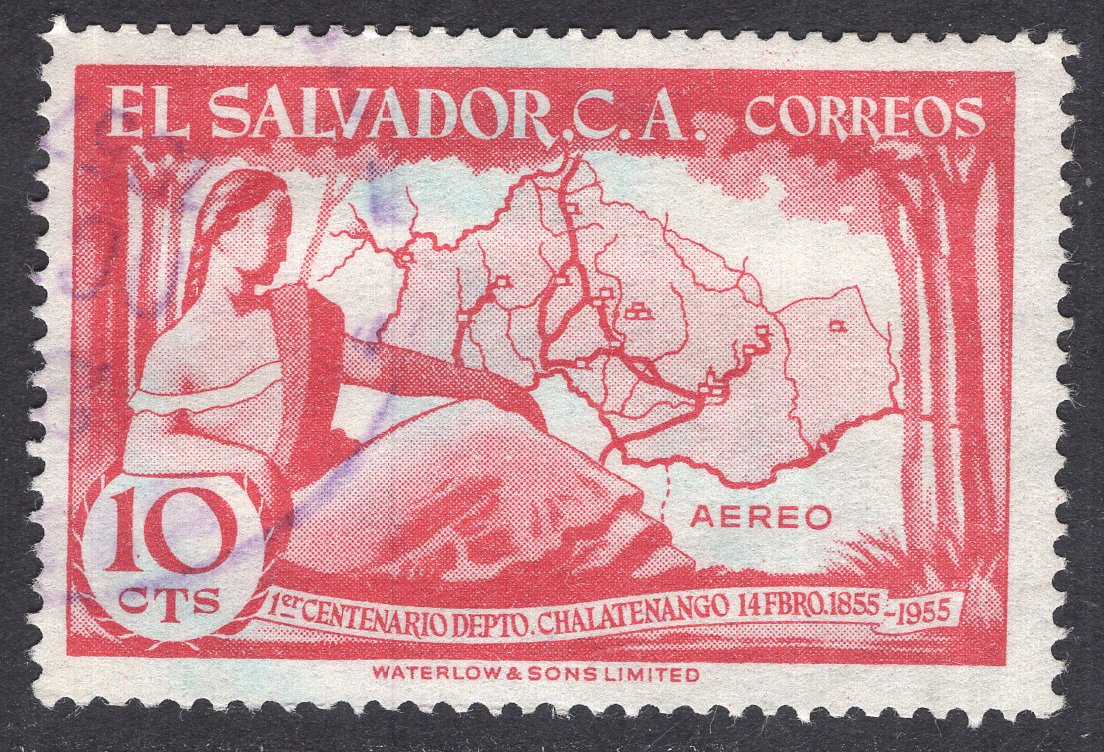 EL SALVADOR.C.A. CORREOS
AEREO
10
CTS
1er CENTENARIO DEPTO. CHALATENANGO 14 FBRO.1855-1955
WATERLOW & SONS LIMITED